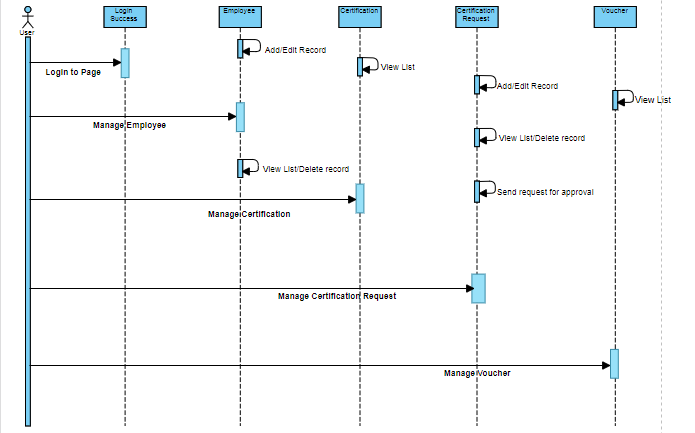 User
Login
Success
Employee
Certification
Certification
Request
Voucher
Add/Edit Record
View List
Login to Page
Add/Edit Record
View List
Manage Employee
View List/Delete record
View List/Delete record
Send request for approval
Manage Certification
Manage Certification Request
Manage Voucher